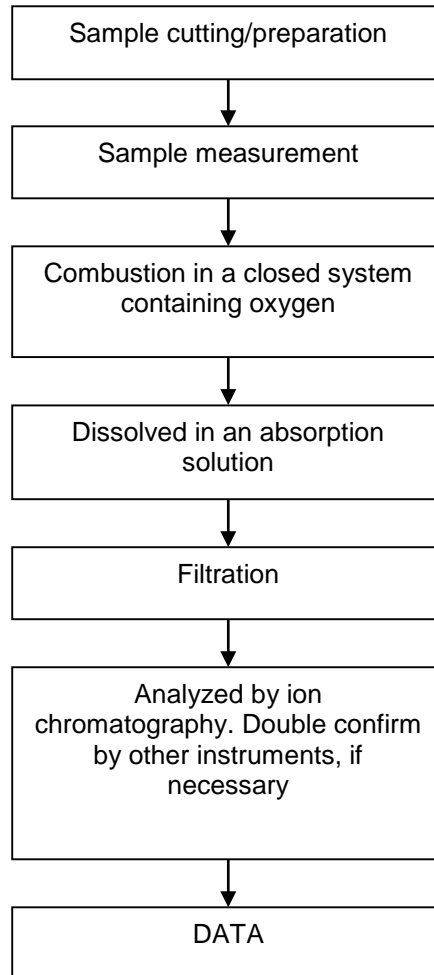 Sample cutting/preparation
Sample measurement
Combustion in a closed system
containing oxygen
Dissolved in an absorption
solution
Filtration
Analyzed by ion
chromatography. Double confirm
by other instruments, if
necessary
DATA